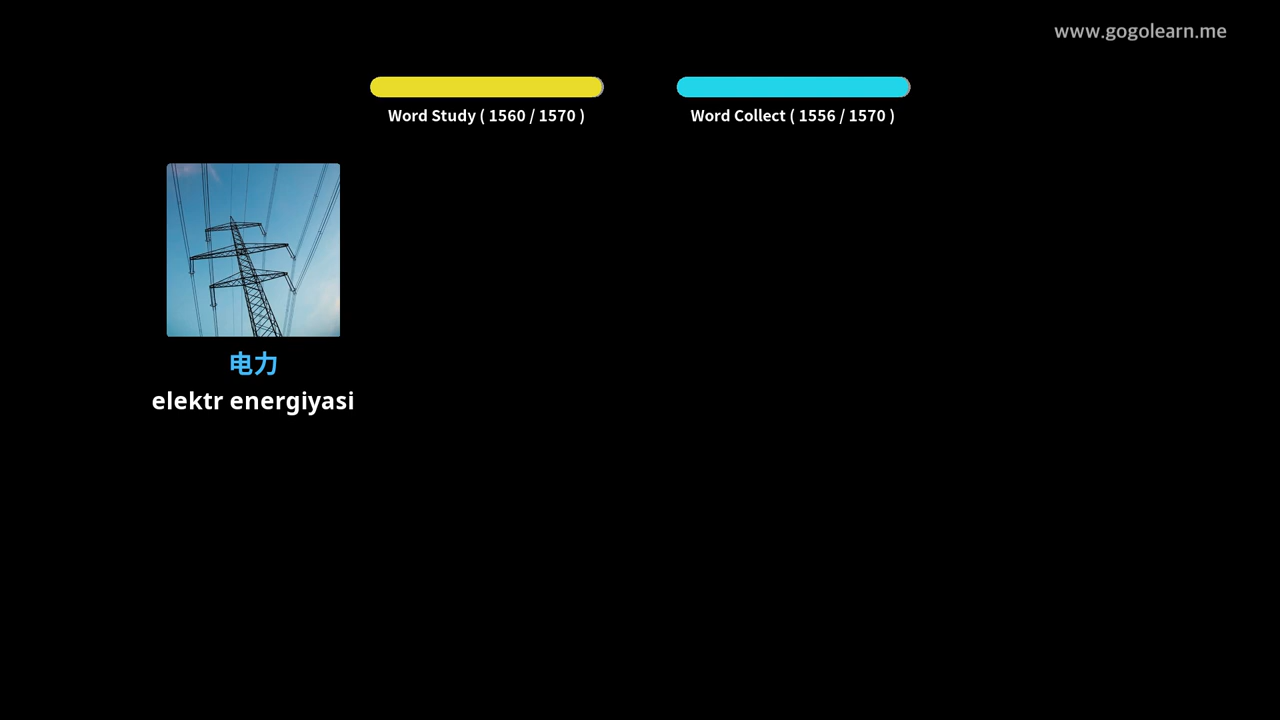 www.gogolearn.me
Word Study ( 1560 / 1570 )
Word Collect ( 1556 / 1570 )
电力
elektr energiyasi